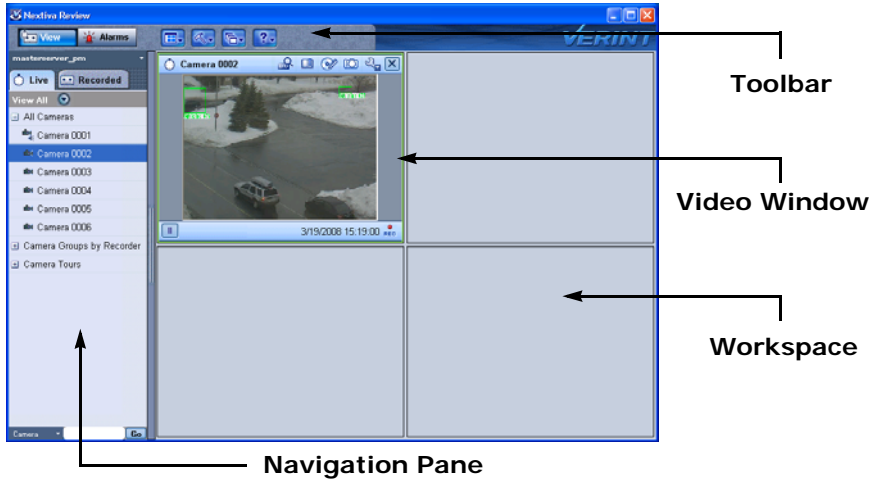 Nextiva Review
View Alarms
VERINT
masterserver_pm
Live Recorded
View All
All Cameras
Camera 0001
Camera 0002
Camera 0003
Camera 0004
Camera 0005
Camera 0006
Camera Groups by Recorder
Camera Tours
Camera Go
Camera 0002
3/19/2008 15:19:00 REC
Toolbar
Video Window
Workspace
Navigation Pane